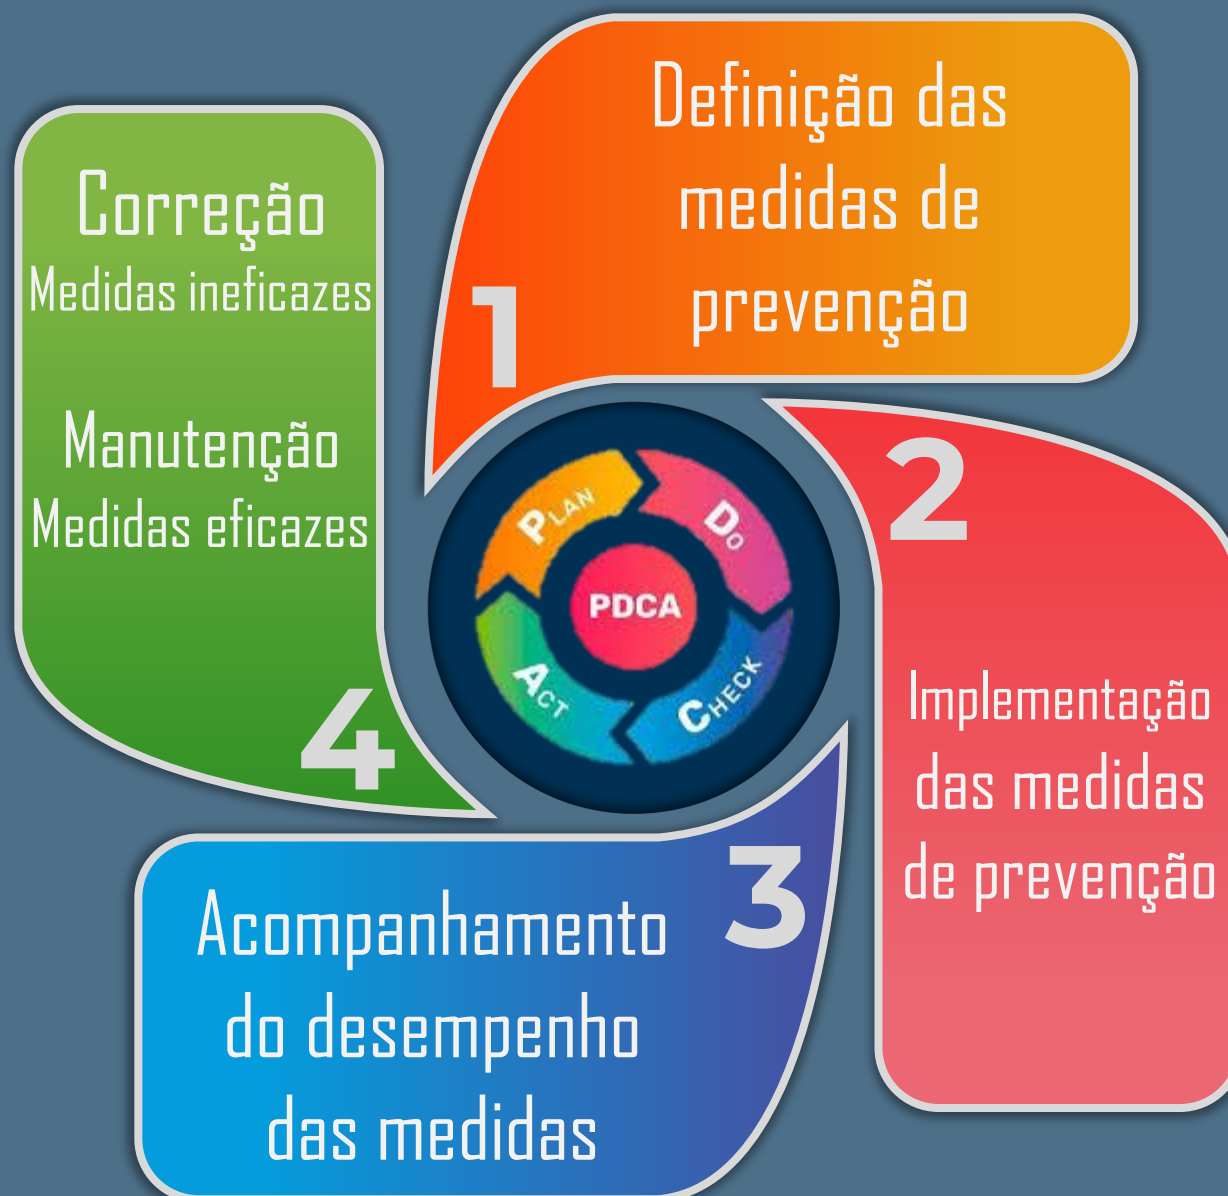 1
Definição das
medidas de
prevenção
2
Implementação
das medidas
de prevenção
3
Acompanhamento
do desempenho
das medidas
4
Correção
Medidas ineficazes
Manutenção
Medidas eficazes
PLAN
DO
CHECK
ACT
PDCA